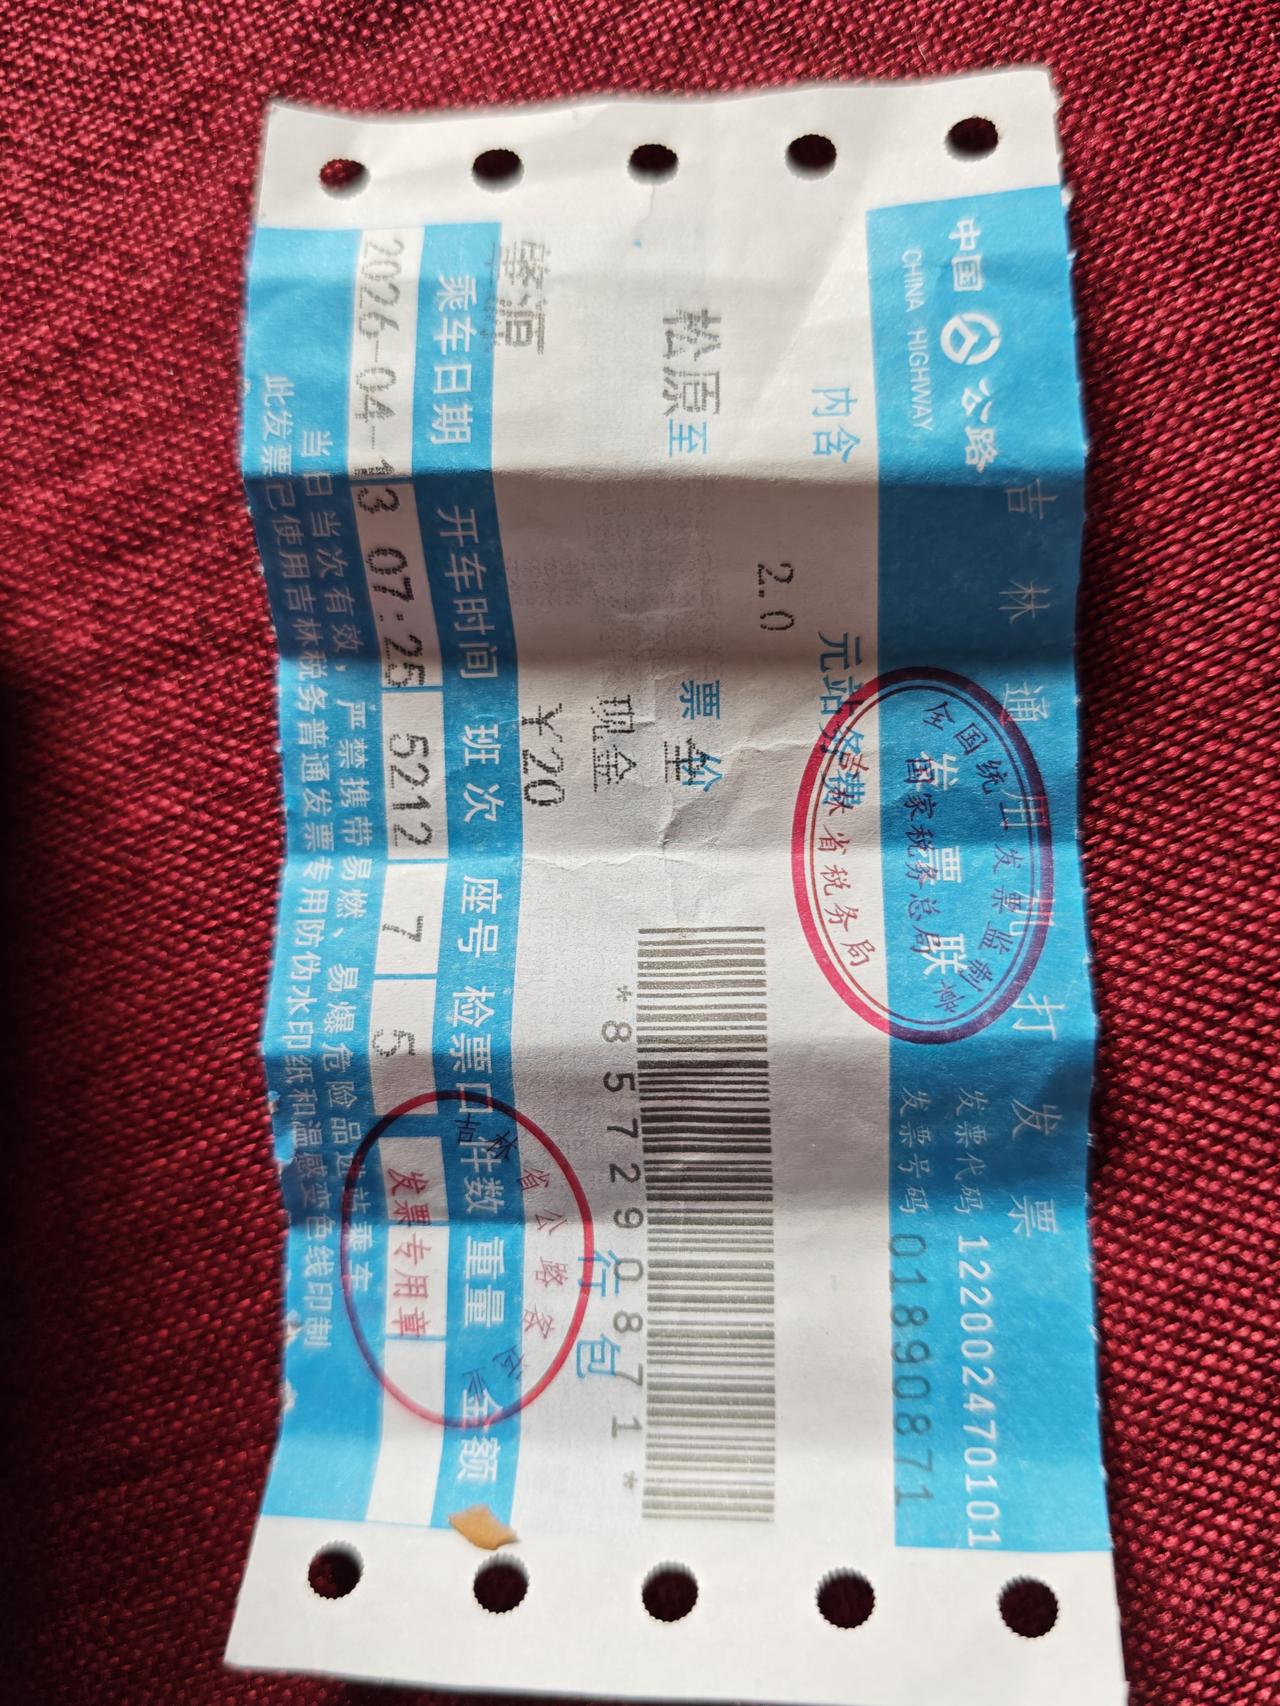 中国公路
CHINA HIGHWAY
吉林通用机打发票
发票联
全国统一发票监制章
国家税务总局
吉林省税务局
发票代码 122002470101
发票号码 01890871
内含 2.0 元站务费
松原至
票价
现金
¥20
肇源
*857290871*
行包
乘车日期 开车时间 班次 座号 检票口 件数 重量 金额
2026-04-13 07:25 5212 7 5
吉林省公路客
发票专用章
当日当次有效，严禁携带易燃、易爆危险品进站乘车
此发票已使用吉林税务普通发票专用防伪水印纸和温感变色线印制